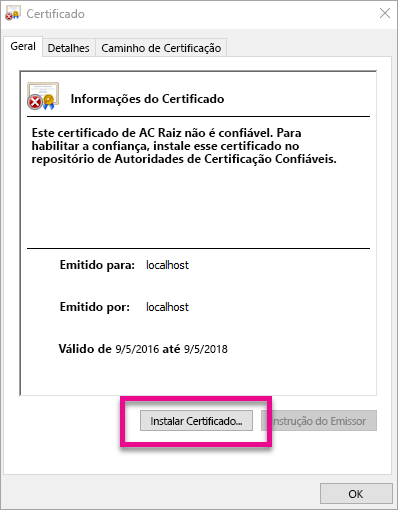 Certificado
Geral
Detalhes
Caminho de Certificação
Informações do Certificado
Este certificado de AC Raiz não é confiável. Para
habilitar a confiança, instale esse certificado no
repositório de Autoridades de Certificação Confiáveis.
Emitido para: localhost
Emitido por: localhost
Válido de 9/5/2016 até 9/5/2018
Instalar Certificado...
Instrução do Emissor
OK